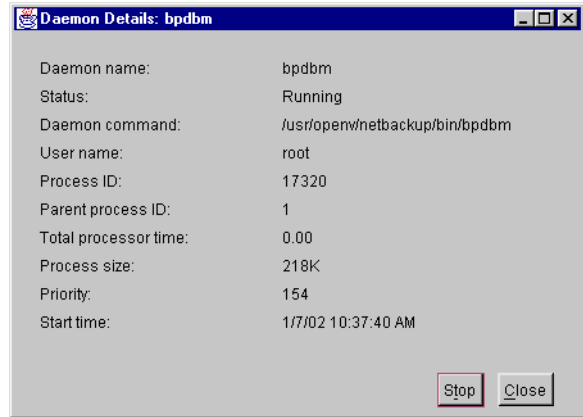 Daemon Details: bpdbm
Daemon name: bpdbm
Status: Running
Daemon command: /usr/openv/netbackup/bin/bpdbm
User name: root
Process ID: 17320
Parent process ID: 1
Total processor time: 0.00
Process size: 218K
Priority: 154
Start time: 1/7/02 10:37:40 AM
Stop Close